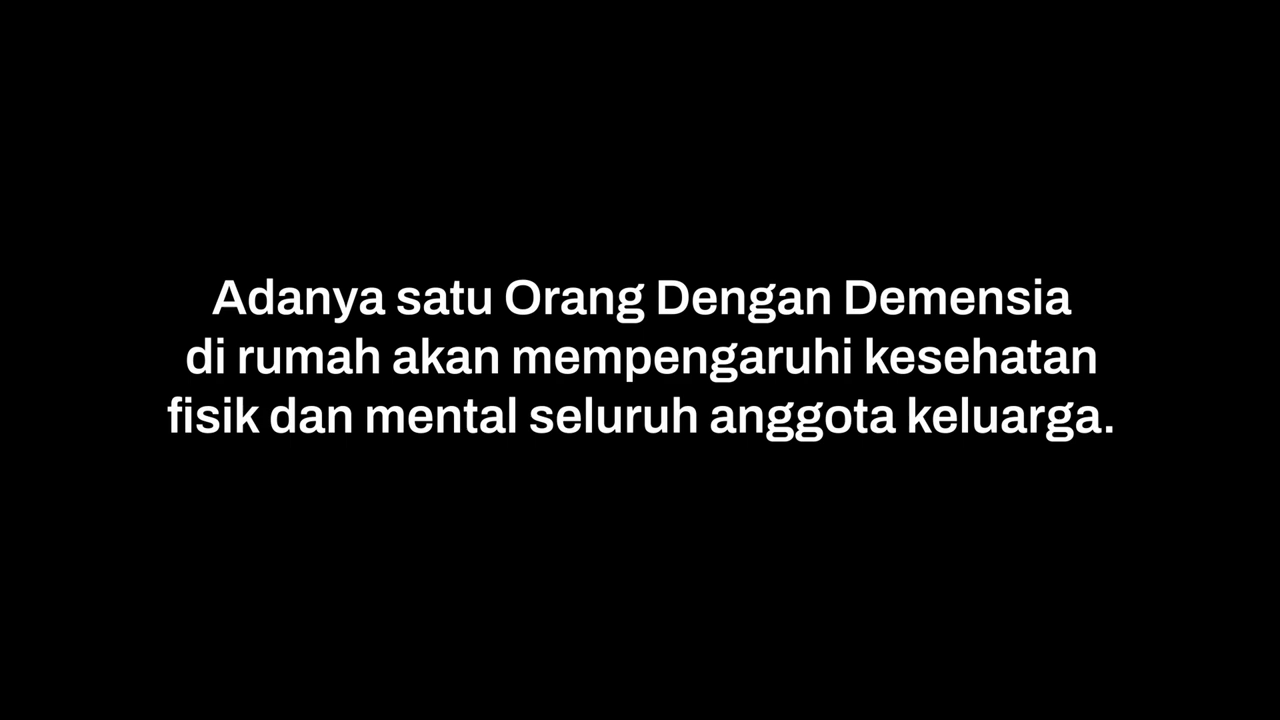 Adanya satu Orang Dengan Demensia
di rumah akan mempengaruhi kesehatan
fisik dan mental seluruh anggota keluarga.